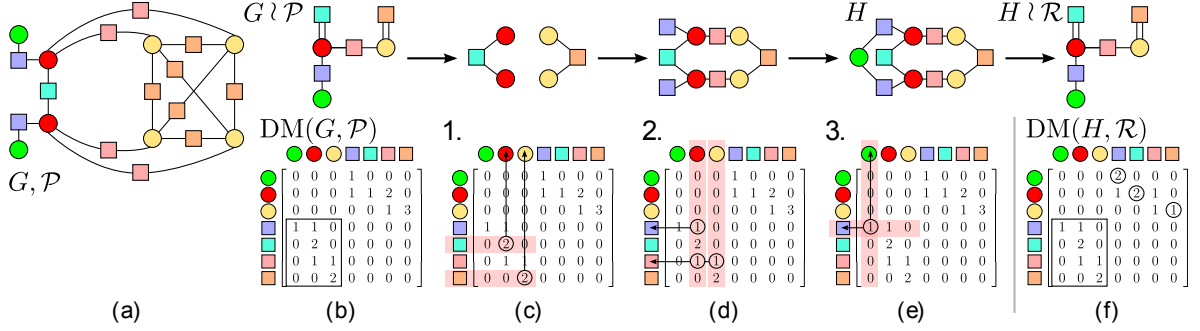 G ≀ 𝒫
H
H ≀ ℛ
G, 𝒫
DM(G, 𝒫)
0 0 0 1 0 0 0
0 0 0 1 1 2 0
0 0 0 0 0 1 3
1 1 0 0 0 0 0
0 2 0 0 0 0 0
0 1 1 0 0 0 0
0 0 2 0 0 0 0
1.
0 0 0 1 0 0 0
0 0 0 1 1 2 0
0 0 0 0 0 1 3
1 1 0 0 0 0 0
0 2 0 0 0 0 0
0 1 1 0 0 0 0
0 0 2 0 0 0 0
2.
0 0 0 1 0 0 0
0 0 0 1 1 2 0
0 0 0 0 0 1 3
1 1 0 0 0 0 0
0 2 0 0 0 0 0
0 1 1 0 0 0 0
0 0 2 0 0 0 0
3.
0 0 0 1 0 0 0
0 0 0 1 1 2 0
0 0 0 0 0 1 3
1 1 0 0 0 0 0
0 2 0 0 0 0 0
0 1 1 0 0 0 0
0 0 2 0 0 0 0
DM(H, ℛ)
0 0 0 2 0 0 0
0 0 0 1 2 1 0
0 0 0 0 0 1 1
1 1 0 0 0 0 0
0 2 0 0 0 0 0
0 1 1 0 0 0 0
0 0 2 0 0 0 0
(a) (b) (c) (d) (e) (f)